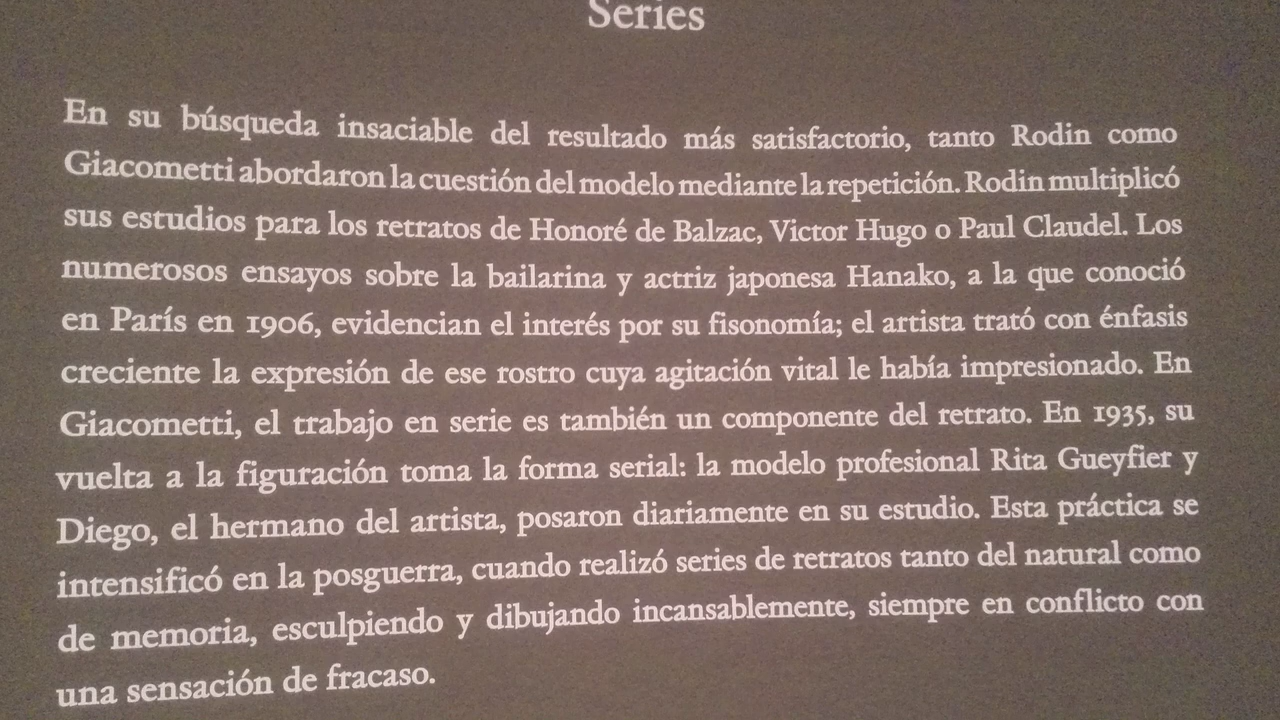 Series
En su búsqueda insaciable del resultado más satisfactorio, tanto Rodin como
Giacometti abordaron la cuestión del modelo mediante la repetición. Rodin multiplicó
sus estudios para los retratos de Honoré de Balzac, Victor Hugo o Paul Claudel. Los
numerosos ensayos sobre la bailarina y actriz japonesa Hanako, a la que conoció
en París en 1906, evidencian el interés por su fisonomía; el artista trató con énfasis
creciente la expresión de ese rostro cuya agitación vital le había impresionado. En
Giacometti, el trabajo en serie es también un componente del retrato. En 1935, su
vuelta a la figuración toma la forma serial: la modelo profesional Rita Gueyfier y
Diego, el hermano del artista, posaron diariamente en su estudio. Esta práctica se
intensificó en la posguerra, cuando realizó series de retratos tanto del natural como
de memoria, esculpiendo y dibujando incansablemente, siempre en conflicto con
una sensación de fracaso.